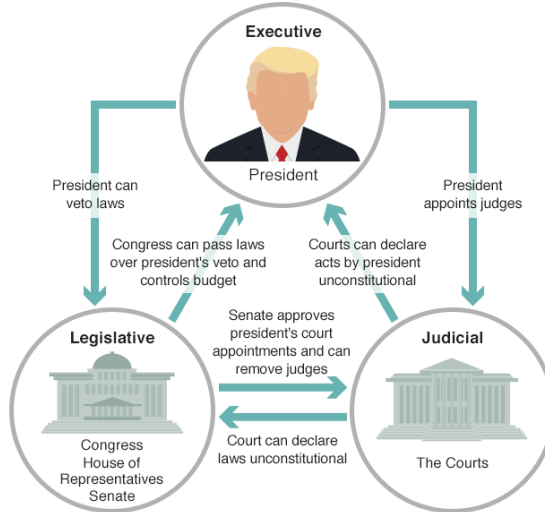 Executive
President
President can
veto laws
President
appoints judges
Congress can pass laws
over president's veto and
controls budget
Courts can declare
acts by president
unconstitutional
Legislative
Congress
House of
Representatives
Senate
Senate approves
president's court
appointments and can
remove judges
Court can declare
laws unconstitutional
Judicial
The Courts